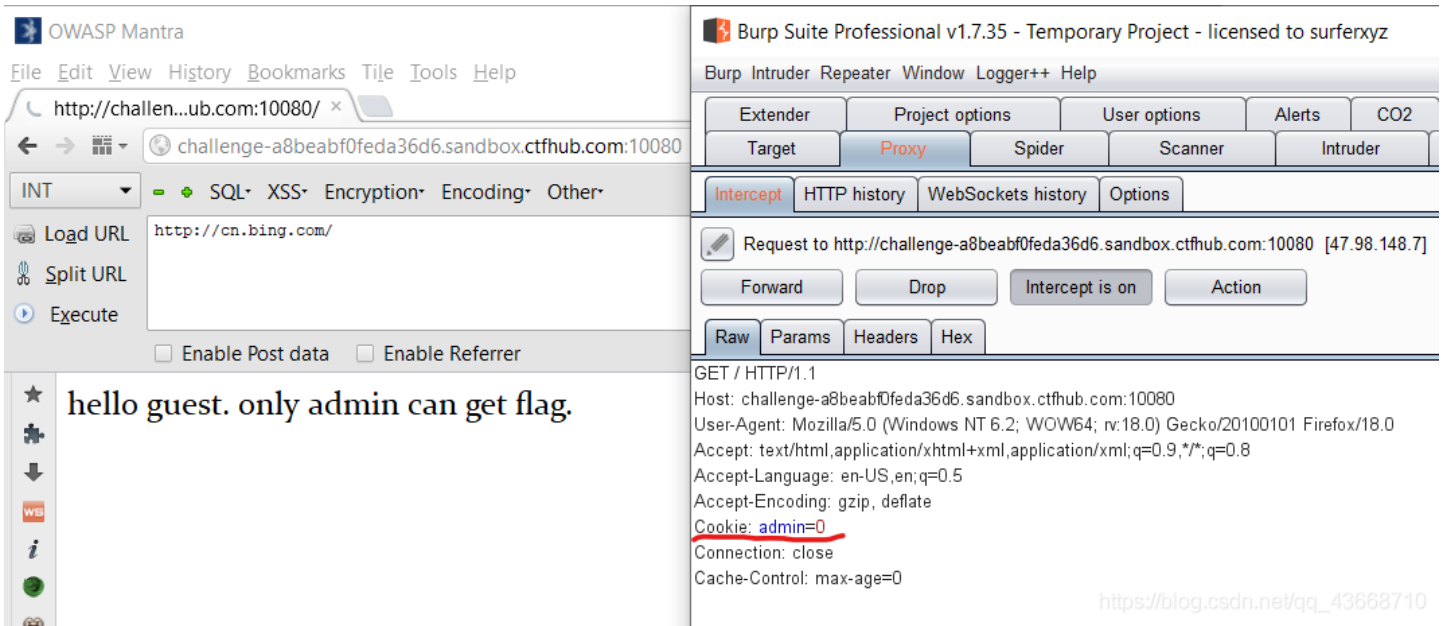 OWASP Mantra
File Edit View History Bookmarks Tile Tools Help
http://challen...ub.com:10080/ ×
challenge-a8beabf0feda36d6.sandbox.ctfhub.com:10080
INT SQL· XSS· Encryption· Encoding· Other·
Load URL
http://cn.bing.com/
Split URL
Execute
Enable Post data Enable Referrer
WS
i
hello guest. only admin can get flag.
Burp Suite Professional v1.7.35 - Temporary Project - licensed to surferxyz
Burp Intruder Repeater Window Logger++ Help
Extender Project options User options Alerts CO2
Target Proxy Spider Scanner Intruder
Intercept HTTP history WebSockets history Options
Request to http://challenge-a8beabf0feda36d6.sandbox.ctfhub.com:10080 [47.98.148.7]
Forward Drop Intercept is on Action
Raw Params Headers Hex
GET / HTTP/1.1
Host: challenge-a8beabf0feda36d6.sandbox.ctfhub.com:10080
User-Agent: Mozilla/5.0 (Windows NT 6.2; WOW64; rv:18.0) Gecko/20100101 Firefox/18.0
Accept: text/html,application/xhtml+xml,application/xml;q=0.9,*/*;q=0.8
Accept-Language: en-US,en;q=0.5
Accept-Encoding: gzip, deflate
Cookie: admin=0
Connection: close
Cache-Control: max-age=0
https://blog.csdn.net/qq_43668710